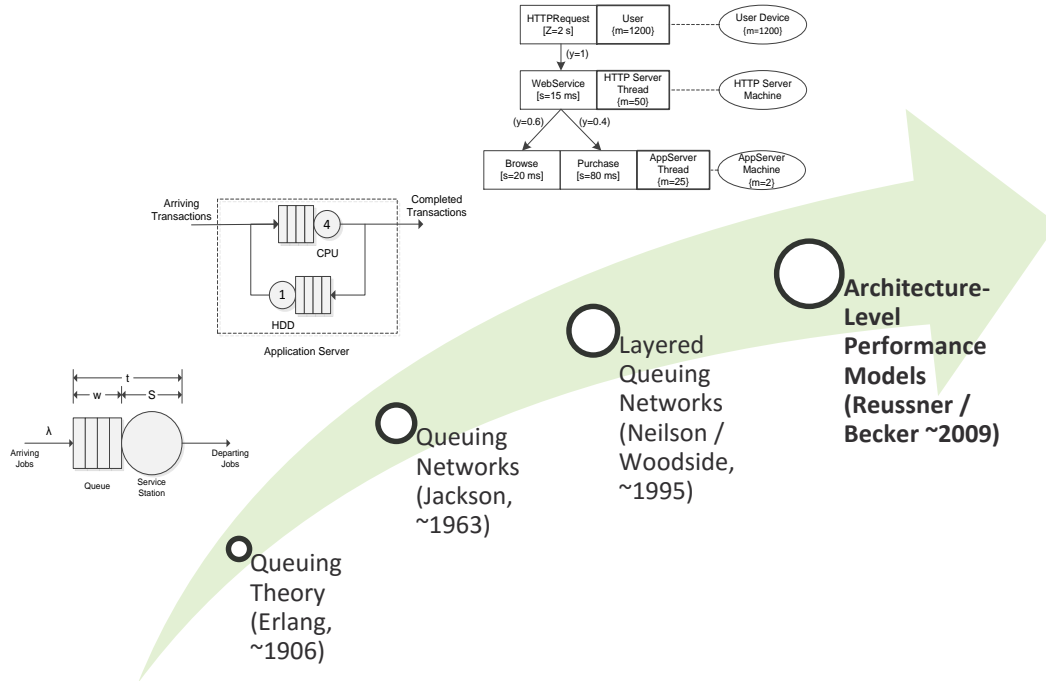 HTTPRequest
[Z=2 s]
User
{m=1200}
User Device
{m=1200}
(y=1)
WebService
[s=15 ms]
HTTP Server
Thread
{m=50}
HTTP Server
Machine
(y=0.6)
(y=0.4)
Browse
[s=20 ms]
Purchase
[s=80 ms]
AppServer
Thread
{m=25}
AppServer
Machine
{m=2}
Arriving
Transactions
Completed
Transactions
4
CPU
1
HDD
Application Server
t
w
S
λ
Arriving
Jobs
Departing
Jobs
Queue
Service
Station
Queuing
Theory
(Erlang,
~1906)
Queuing
Networks
(Jackson,
~1963)
Layered
Queuing
Networks
(Neilson /
Woodside,
~1995)
Architecture-
Level
Performance
Models
(Reussner /
Becker ~2009)